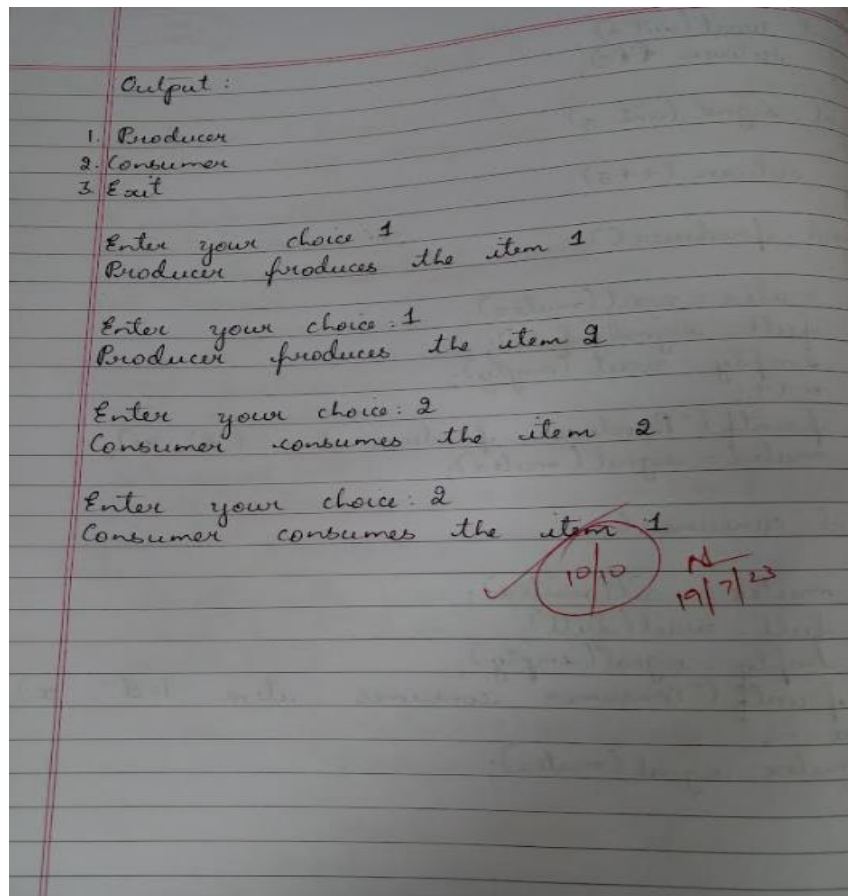 Output :
1. Producer
2. Consumer
3. Exit
Enter your choice : 1
Producer produces the item 1
Enter your choice : 1
Producer produces the item 2
Enter your choice : 2
Consumer consumes the item 2
Enter your choice : 2
Consumer consumes the item 1
10/10
19/7/23